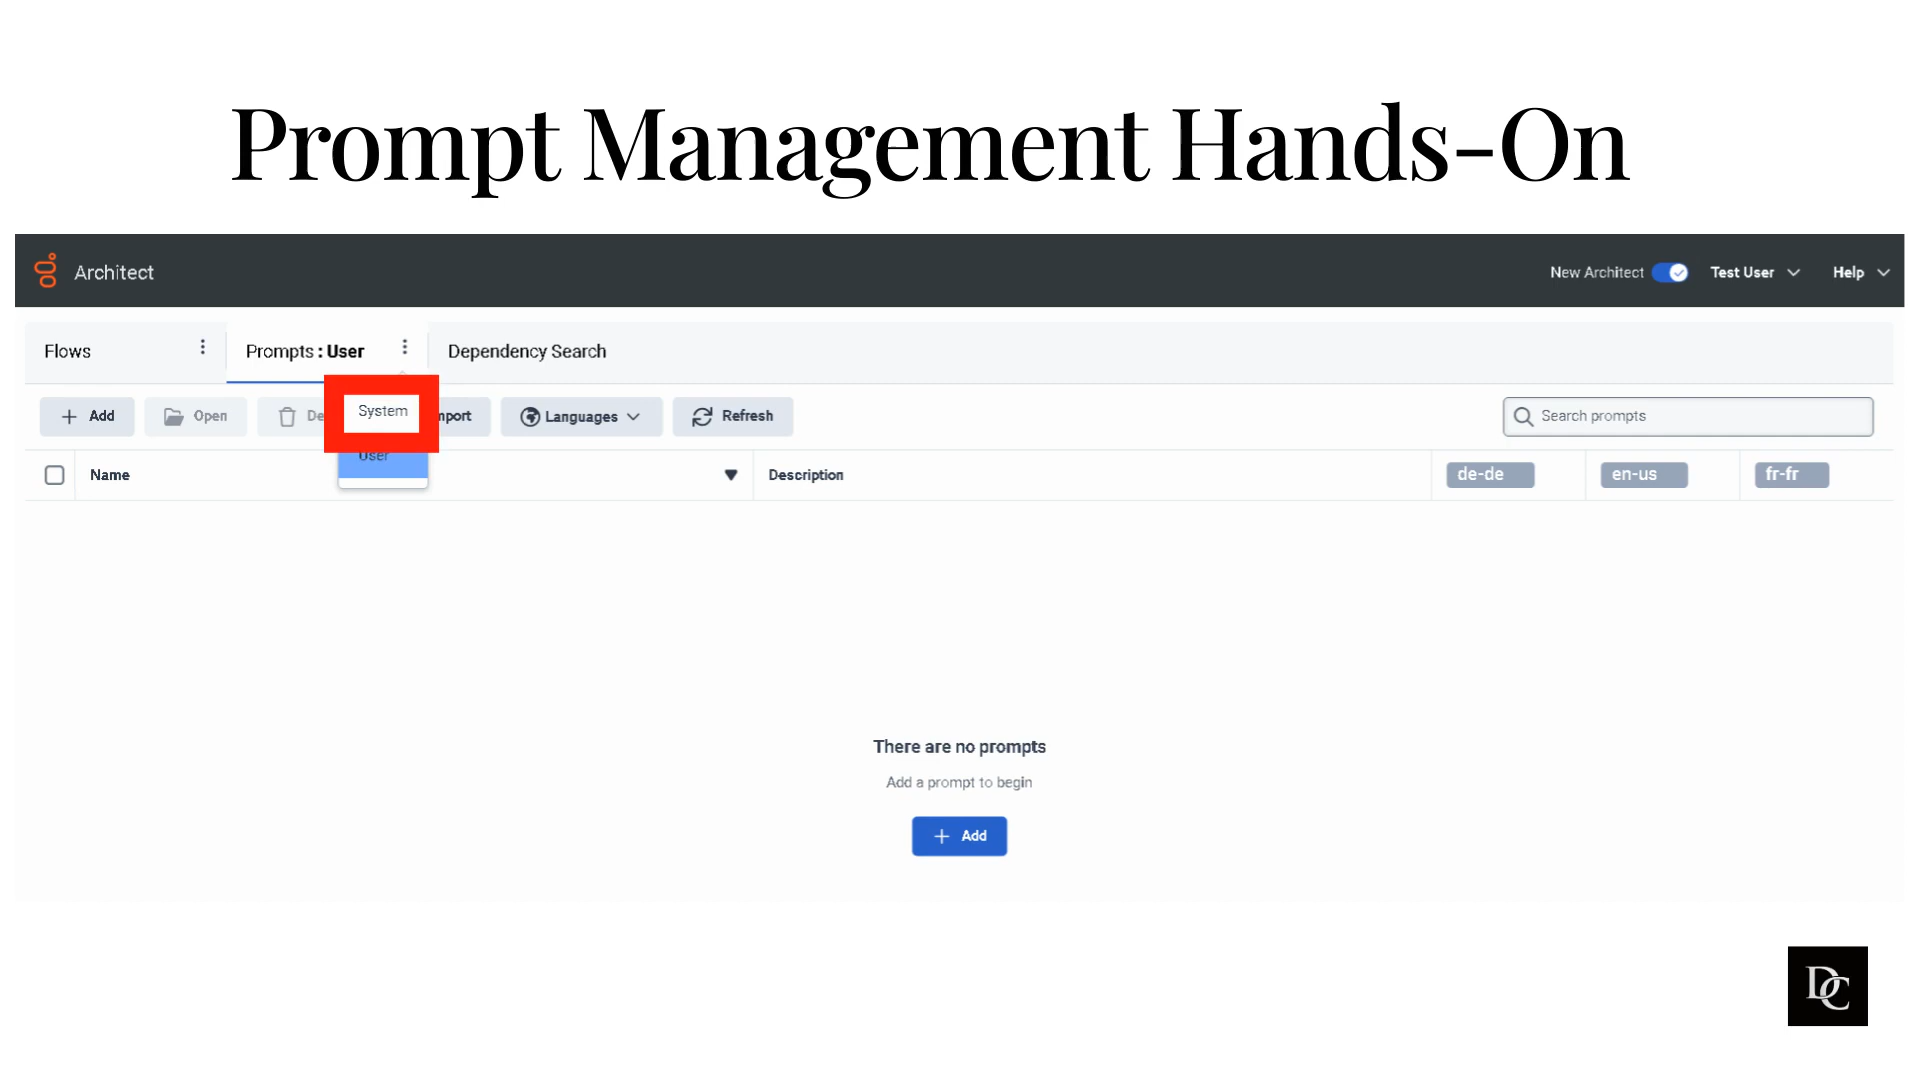 Prompt Management Hands-On
Architect
New Architect
Test User
Help
Flows
Prompts : User
Dependency Search
Add
Open
System
Languages
Refresh
Search prompts
User
Name
Description
de-de
en-us
fr-fr
There are no prompts
Add a prompt to begin
Add
DC